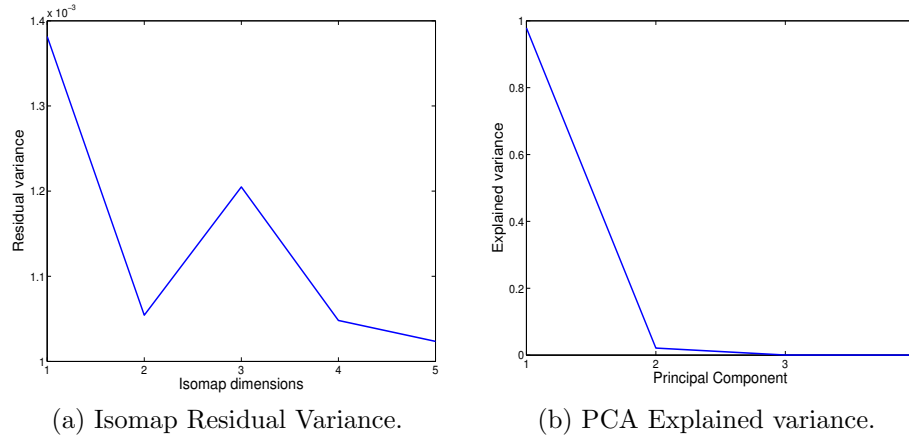 x 10⁻³
1.4
1.3
1.2
1.1
1
Residual variance
1 2 3 4 5
Isomap dimensions
(a) Isomap Residual Variance.
1
0.8
0.6
0.4
0.2
0
Explained variance
1 2 3
Principal Component
(b) PCA Explained variance.